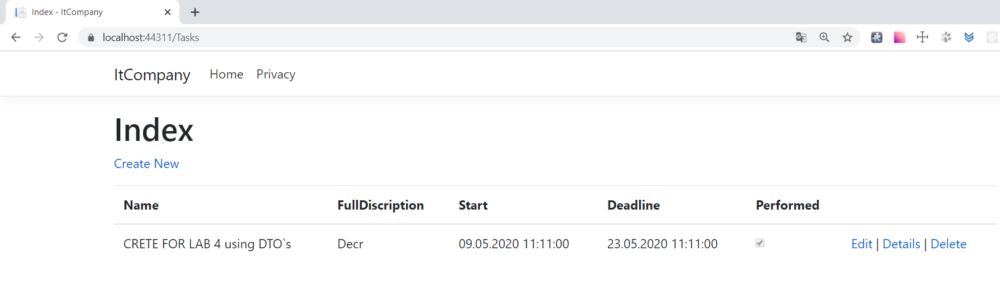 Index - ItCompany
localhost:44311/Tasks
ItCompany Home Privacy
Index
Create New
Name FullDiscription Start Deadline Performed
CRETE FOR LAB 4 using DTO`s Decr 09.05.2020 11:11:00 23.05.2020 11:11:00 Edit | Details | Delete